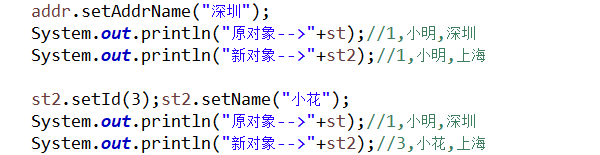 addr.setAddrName("深圳");
System.out.println("原对象-->"+st);//1,小明,深圳
System.out.println("新对象-->"+st2);//1,小明,上海
st2.setId(3);st2.setName("小花");
System.out.println("原对象-->"+st);//1,小明,深圳
System.out.println("新对象-->"+st2);//3,小花,上海